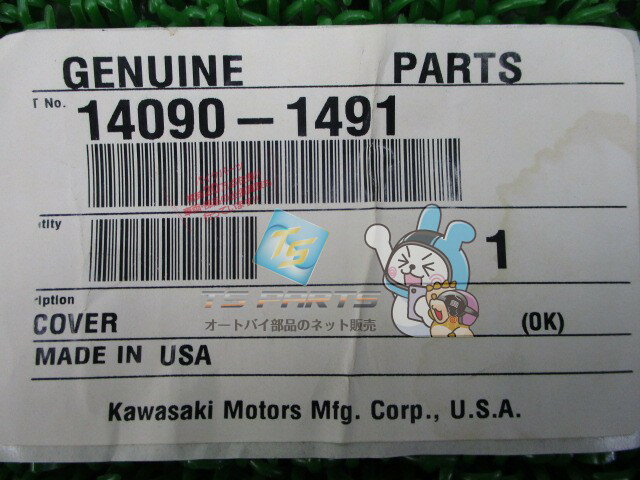 GENUINE PARTS
T No.
14090-1491
tity
1
TS
TS PARTS
オートバイ部品のネット販売
ription
COVER (OK)
MADE IN USA
Kawasaki Motors Mfg. Corp., U.S.A.